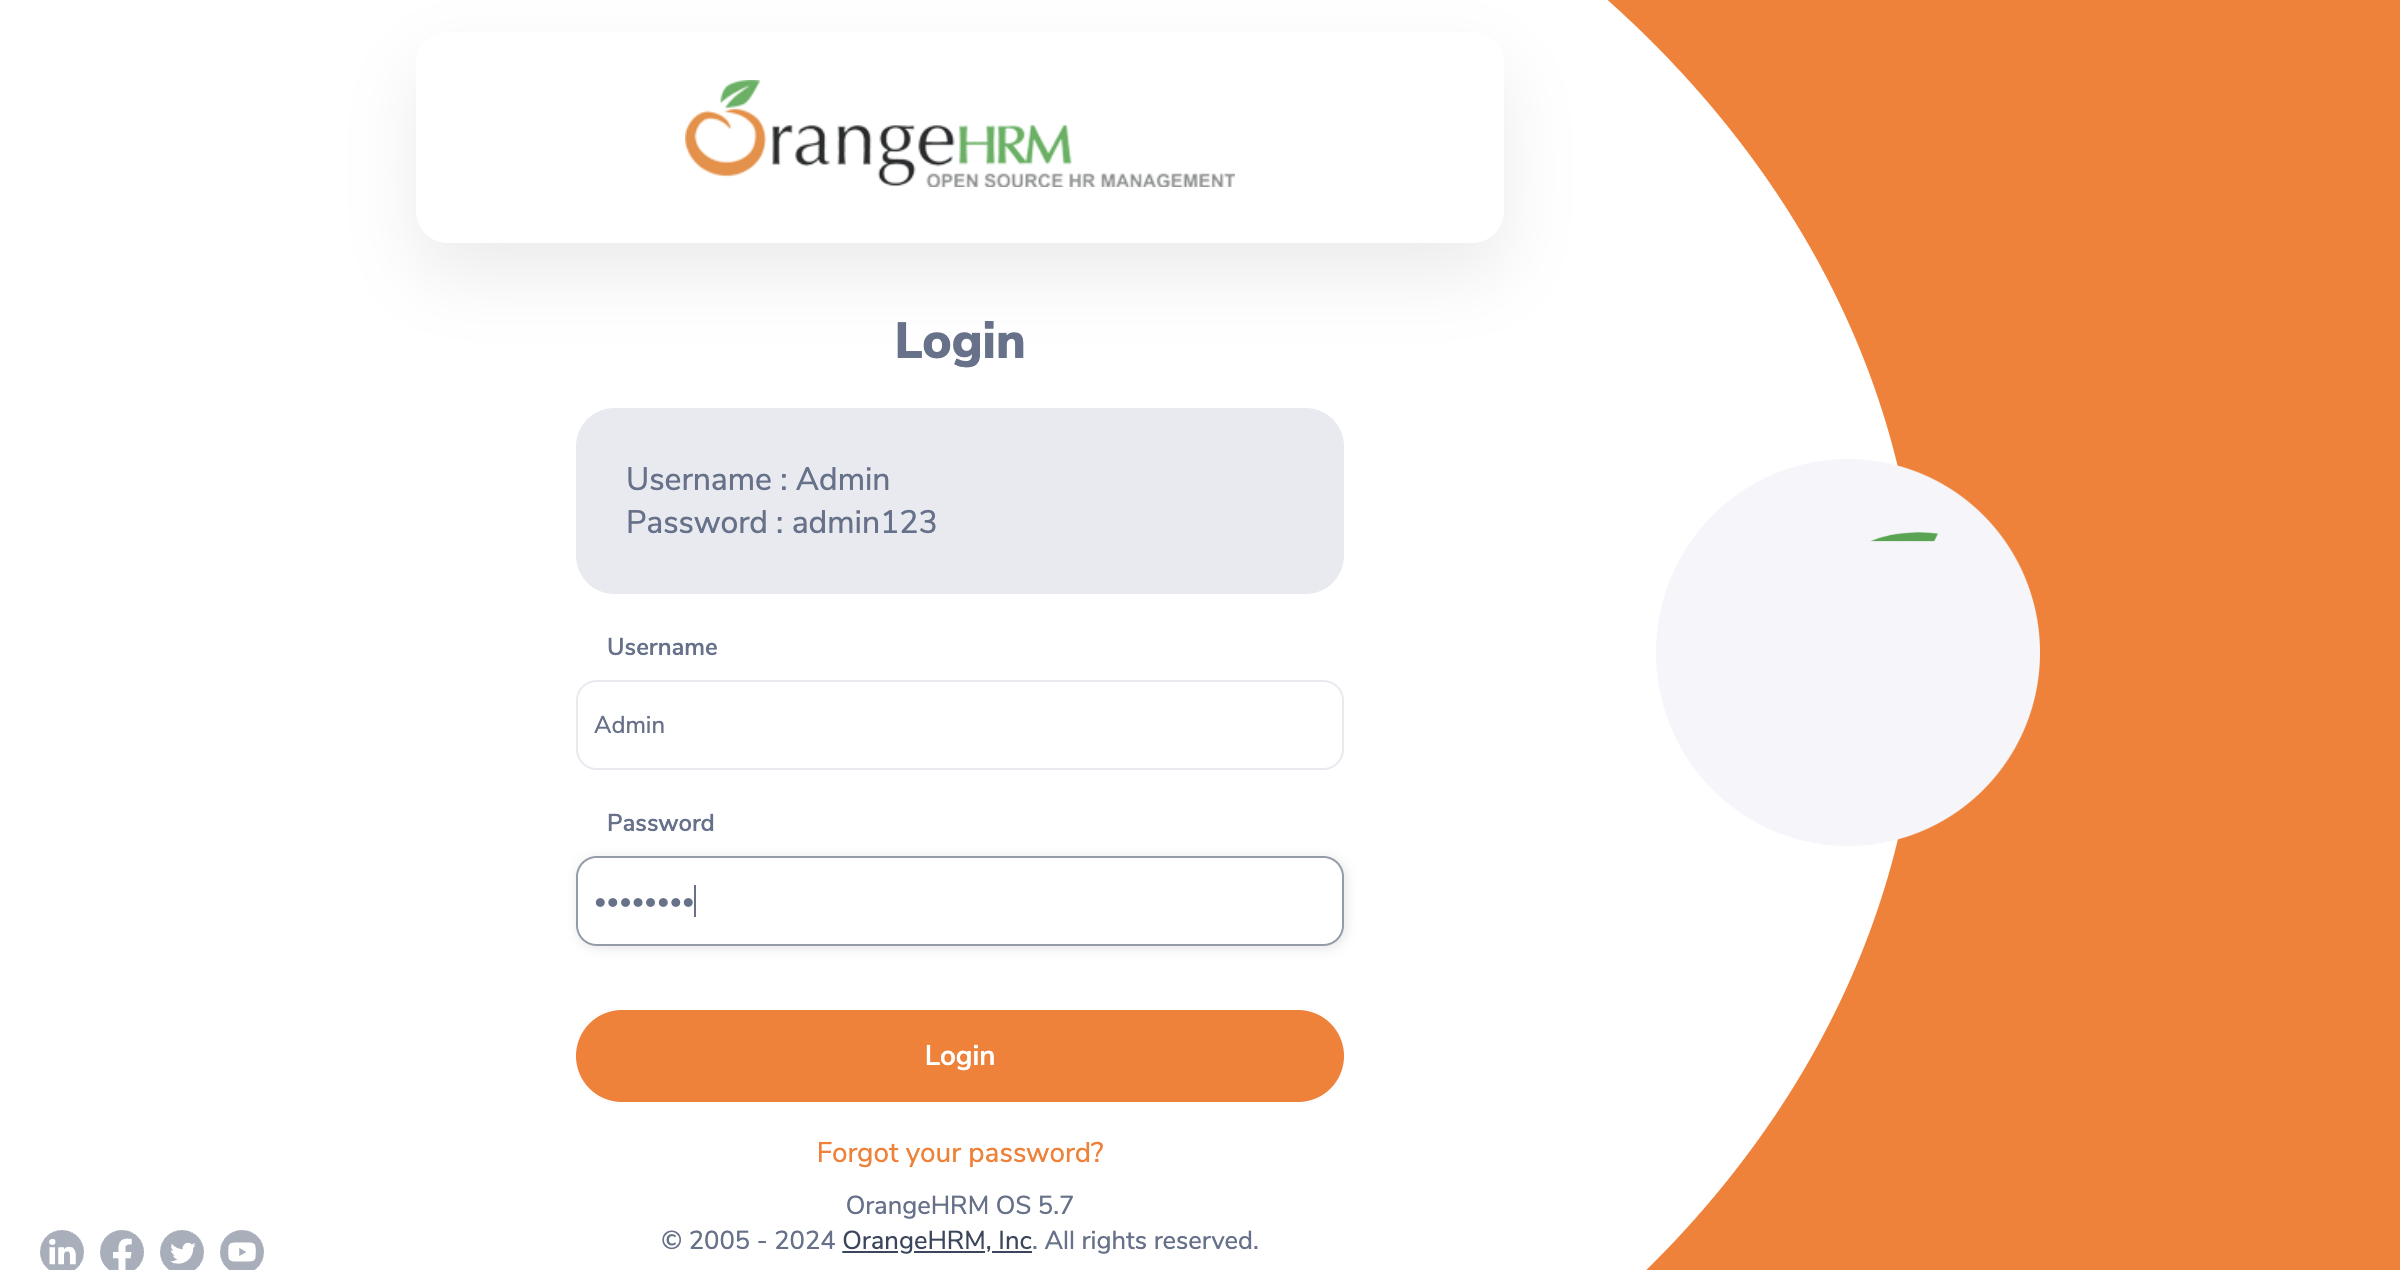 OrangeHRM
OPEN SOURCE HR MANAGEMENT
Login
Username : Admin
Password : admin123
Username
Admin
Password
••••••••
Login
Forgot your password?
OrangeHRM OS 5.7
© 2005 - 2024 OrangeHRM, Inc. All rights reserved.
in